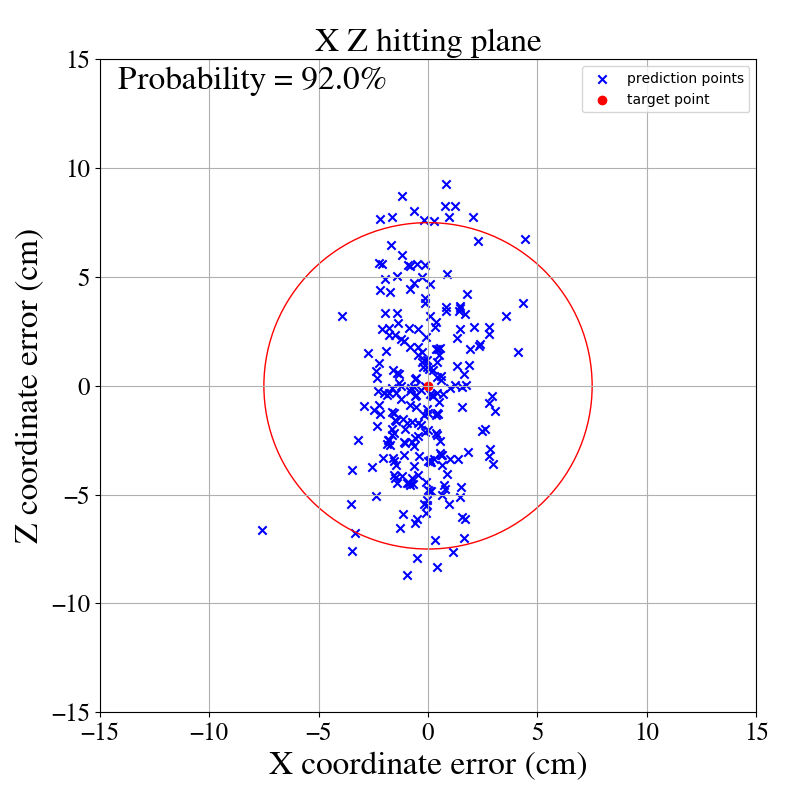 X Z hitting plane
Probability = 92.0%
prediction points
target point
Z coordinate error (cm)
15
10
5
0
−5
−10
−15
−15
−10
−5
0
5
10
15
X coordinate error (cm)